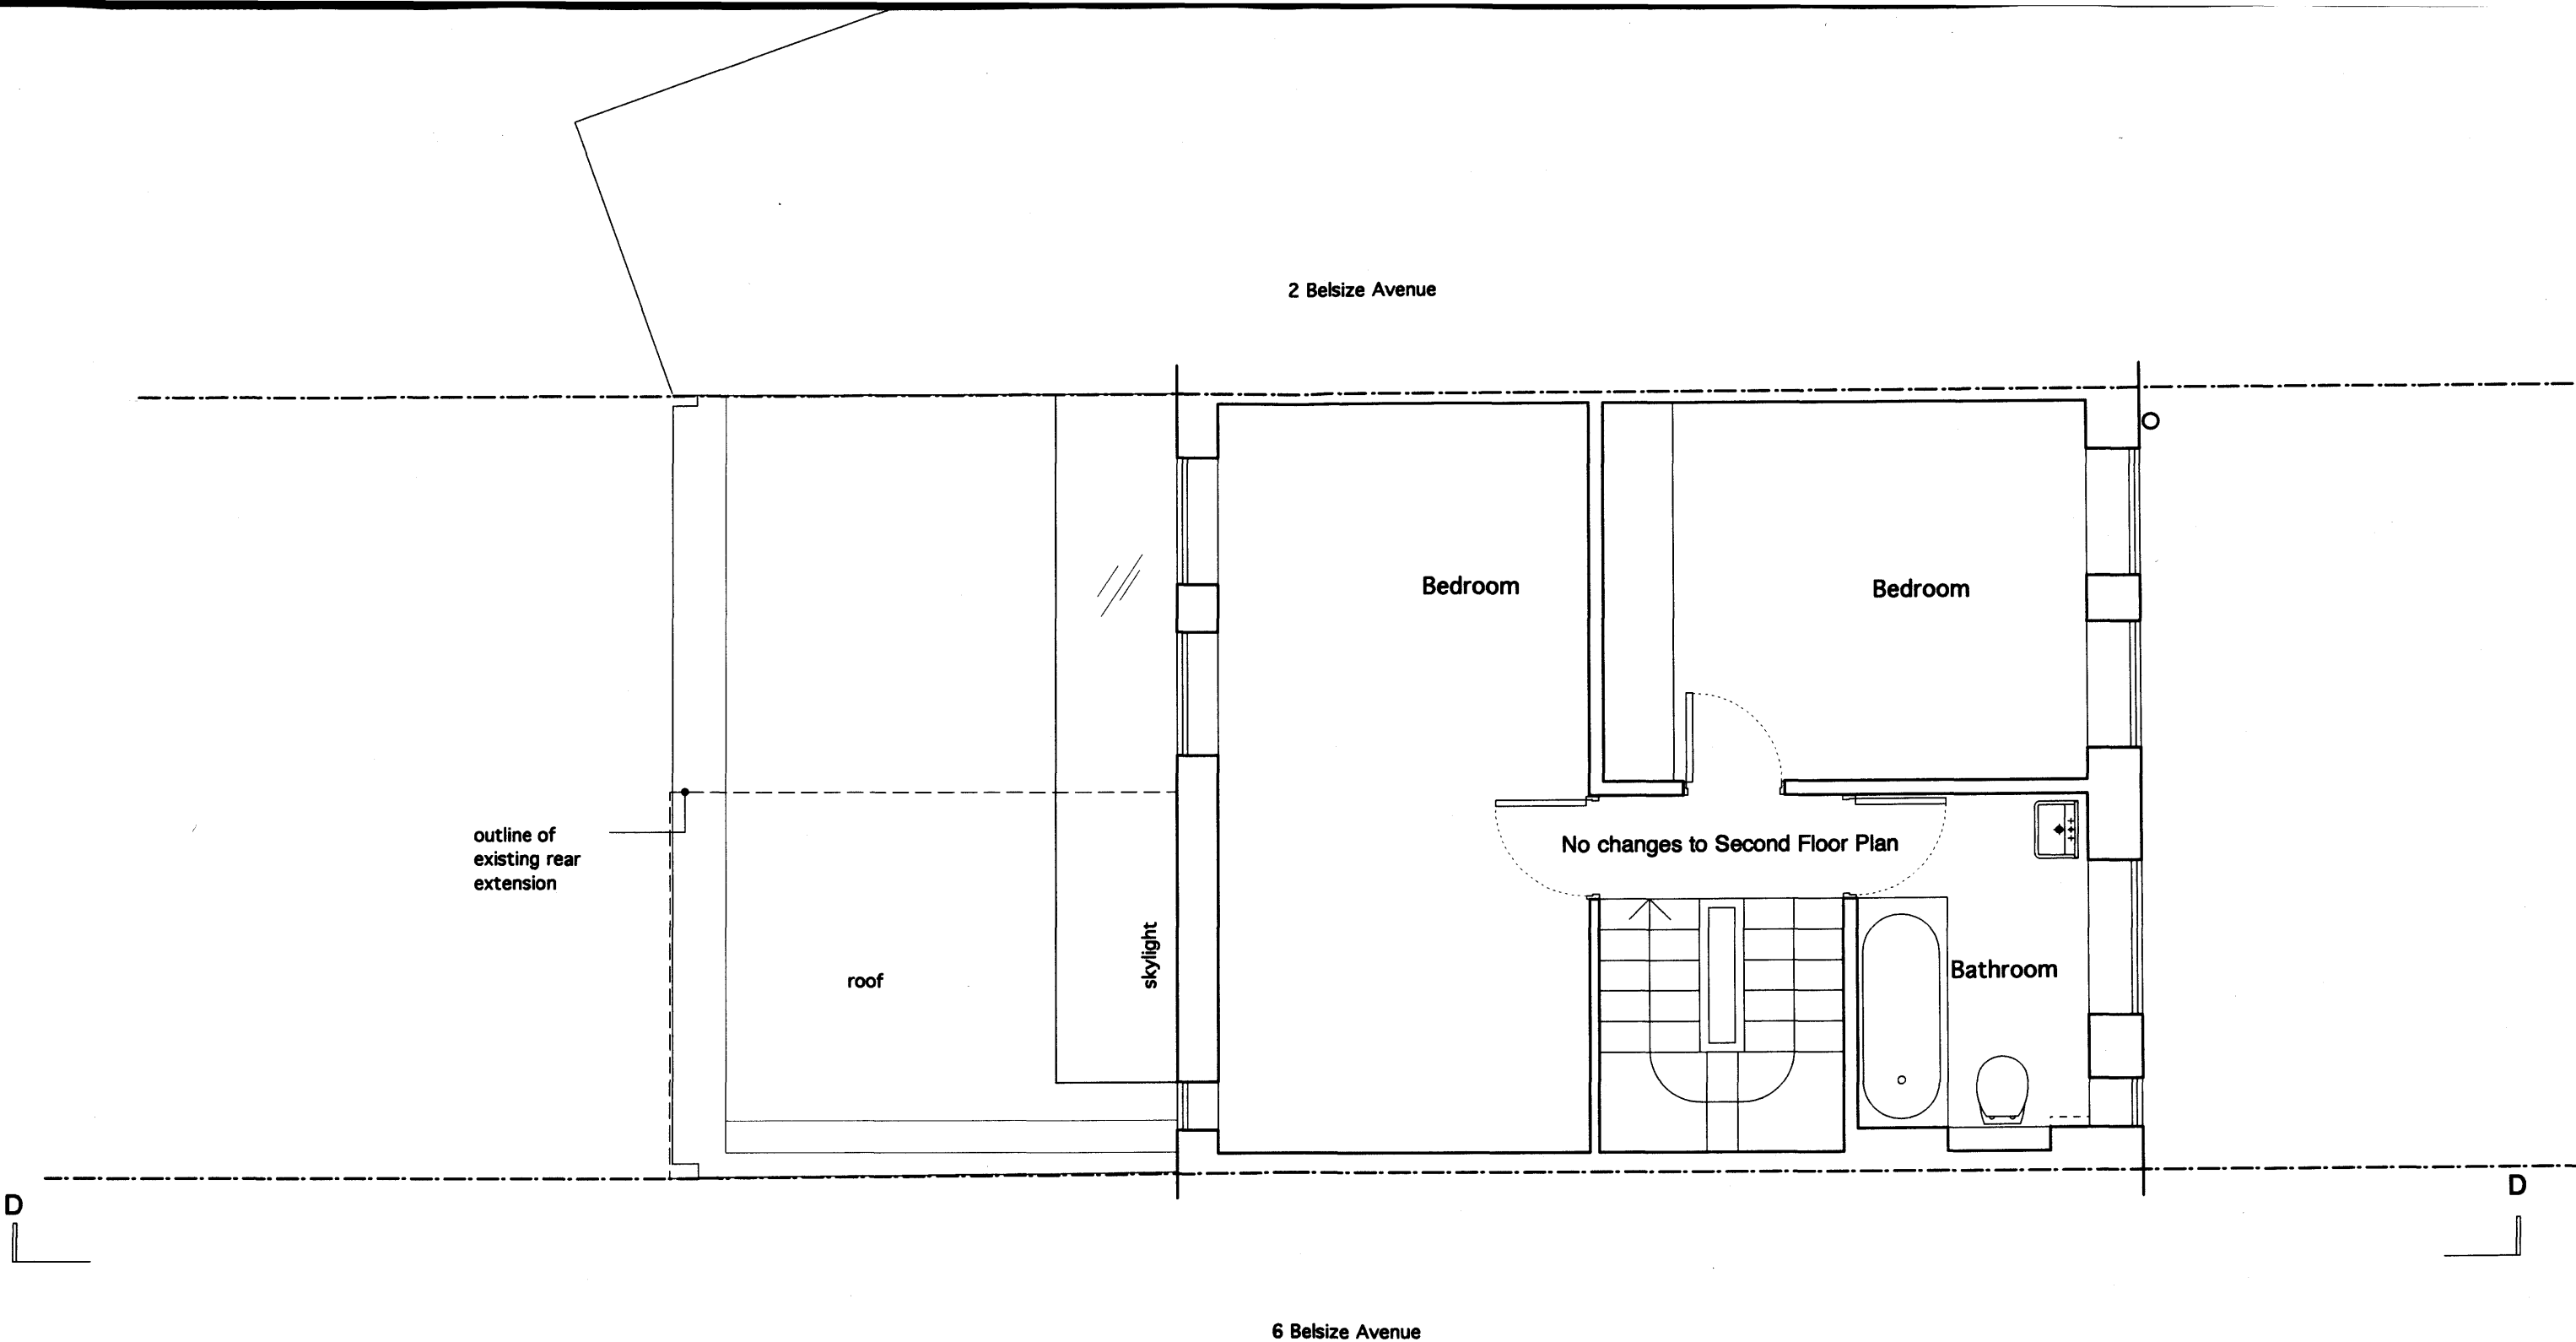 2 Belsize Avenue
Bedroom
Bedroom
outline of
existing rear
extension
No changes to Second Floor Plan
roof
skylight
Bathroom
D
D
6 Belsize Avenue